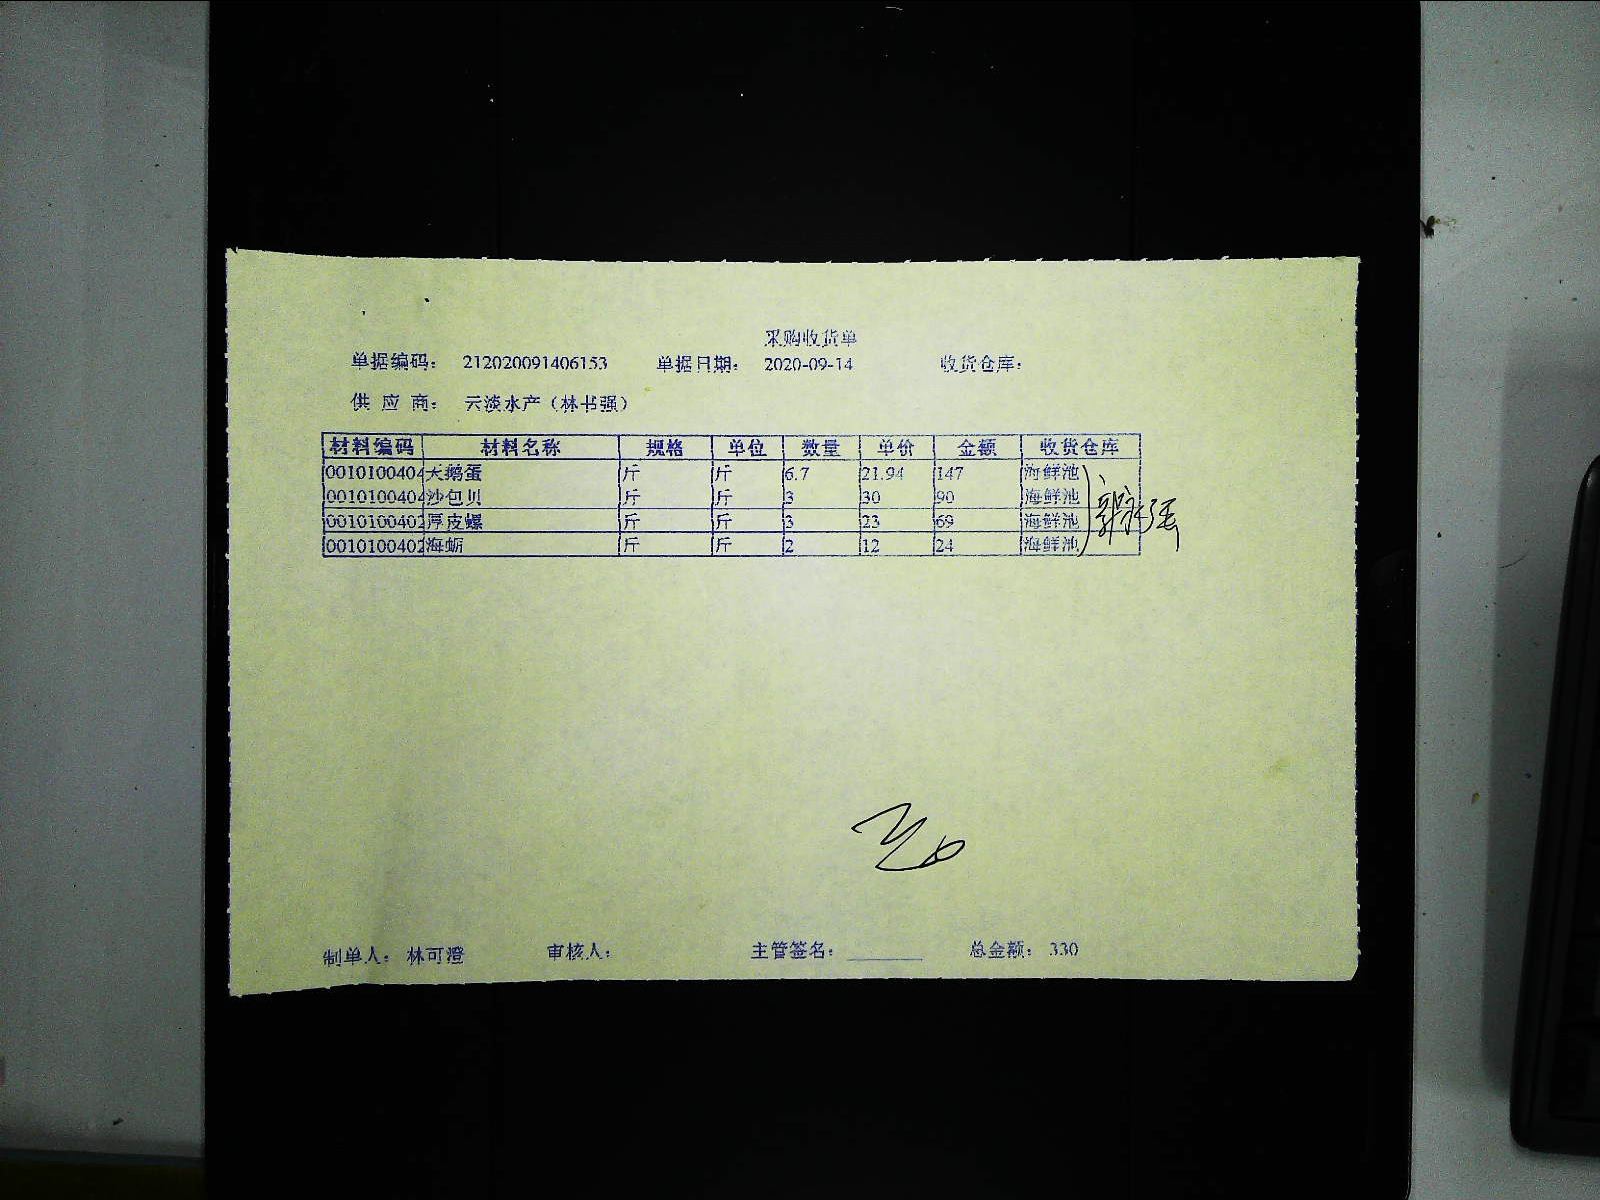 采购收货单
单据编码： 212020091406153 单据日期： 2020-09-14 收货仓库：
供 应 商： 云淡水产（林书强）
材料编码 材料名称 规格 单位 数量 单价 金额 收货仓库
0010100404 天鹅蛋 斤 斤 6.7 21.94 147 海鲜池
0010100404 沙包贝 斤 斤 3 30 90 海鲜池
0010100402 厚皮螺 斤 斤 3 23 69 海鲜池
0010100402 海蛎 斤 斤 2 12 24 海鲜池
制单人： 林可澄 审核人： 主管签名： 总金额： 330